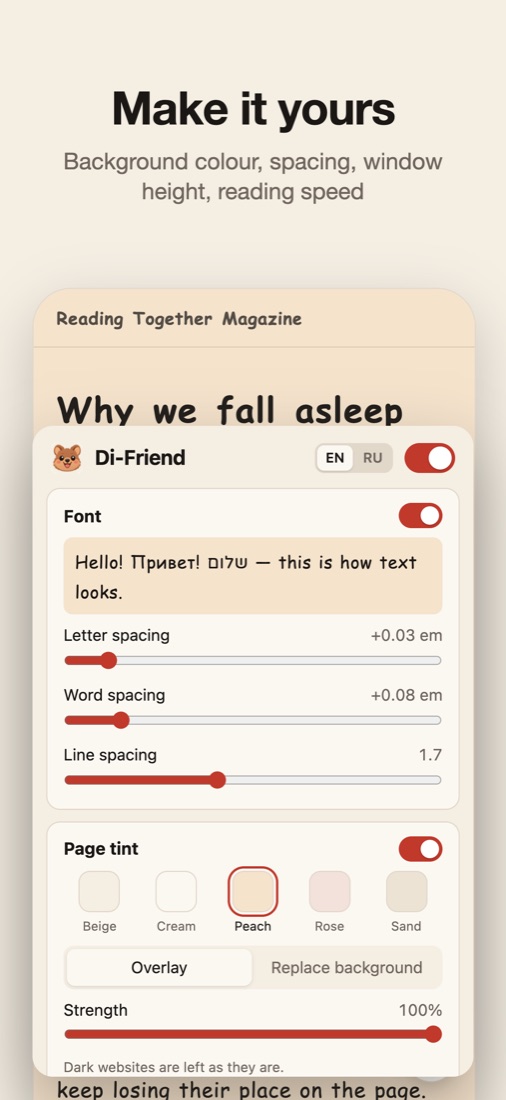 Make it yours
Background colour, spacing, window
height, reading speed
Reading Together Magazine
Why we fall asleep
Di-Friend
EN RU
Font
Hello! Привет! שלום — this is how text
looks.
Letter spacing +0.03 em
Word spacing +0.08 em
Line spacing 1.7
Page tint
Beige Cream Peach Rose Sand
Overlay Replace background
Strength 100%
Dark websites are left as they are.
keep losing their place on the page.